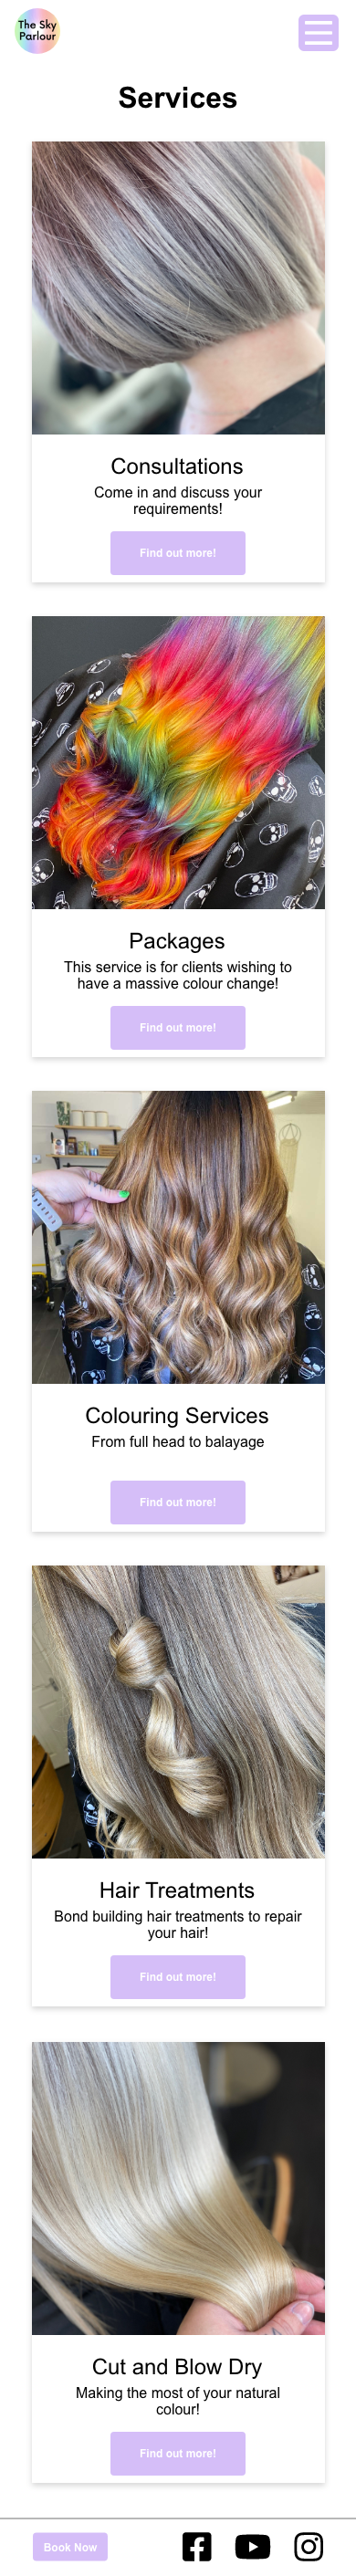 The Sky
Parlour
Services
Consultations
Come in and discuss your
requirements!
Find out more!
Packages
This service is for clients wishing to
have a massive colour change!
Find out more!
Colouring Services
From full head to balayage
Find out more!
Hair Treatments
Bond building hair treatments to repair
your hair!
Find out more!
Cut and Blow Dry
Making the most of your natural
colour!
Find out more!
Book Now